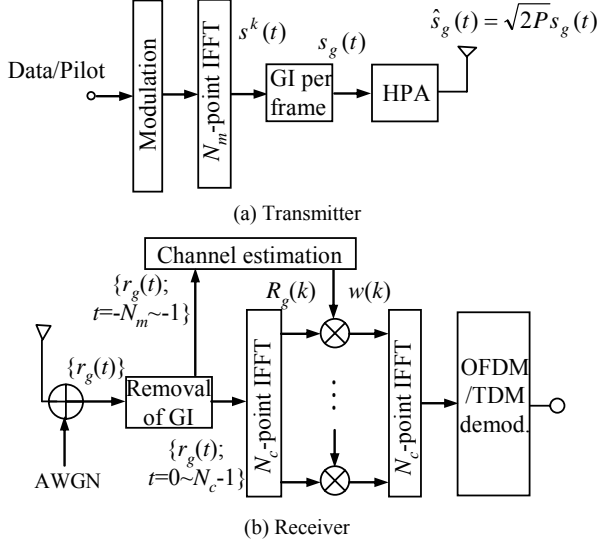 ŝ_g(t) = √2P s_g(t)
s^k(t)
s_g(t)
Data/Pilot
Modulation
N_m-point IFFT
GI per
frame
HPA
(a) Transmitter
Channel estimation
{r_g(t);
t=-N_m~-1}
R_g(k)
w(k)
{r_g(t)}
Removal
of GI
N_c-point IFFT
N_c-point IFFT
OFDM
/TDM
demod.
{r_g(t);
t=0~N_c-1}
AWGN
(b) Receiver